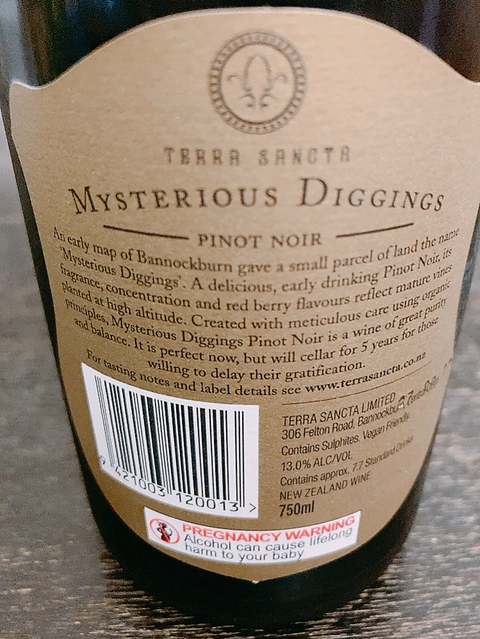 TERRA SANCTA
MYSTERIOUS DIGGINGS
PINOT NOIR
An early map of Bannockburn gave a small parcel of land the name
'Mysterious Diggings'. A delicious, early drinking Pinot Noir, its
fragrance, concentration and red berry flavours reflect mature vines
planted at high altitude. Created with meticulous care using organic
principles, Mysterious Diggings Pinot Noir is a wine of great purity
and balance. It is perfect now, but will cellar for 5 years for those
willing to delay their gratification.
For tasting notes and label details see www.terrasancta.co.nz
TERRA SANCTA LIMITED
306 Felton Road, Bannockburn
Contains Sulphites. Vegan Friendly.
13.0% ALC/VOL
Contains approx. 7.7 Standard Drinks
NEW ZEALAND WINE
750ml
9 421003 120013 >
PREGNANCY WARNING
Alcohol can cause lifelong
harm to your baby